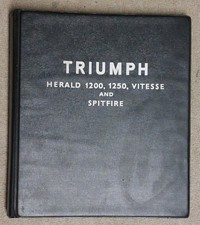 TRIUMPH
HERALD 1200, 1250, VITESSE
AND
SPITFIRE